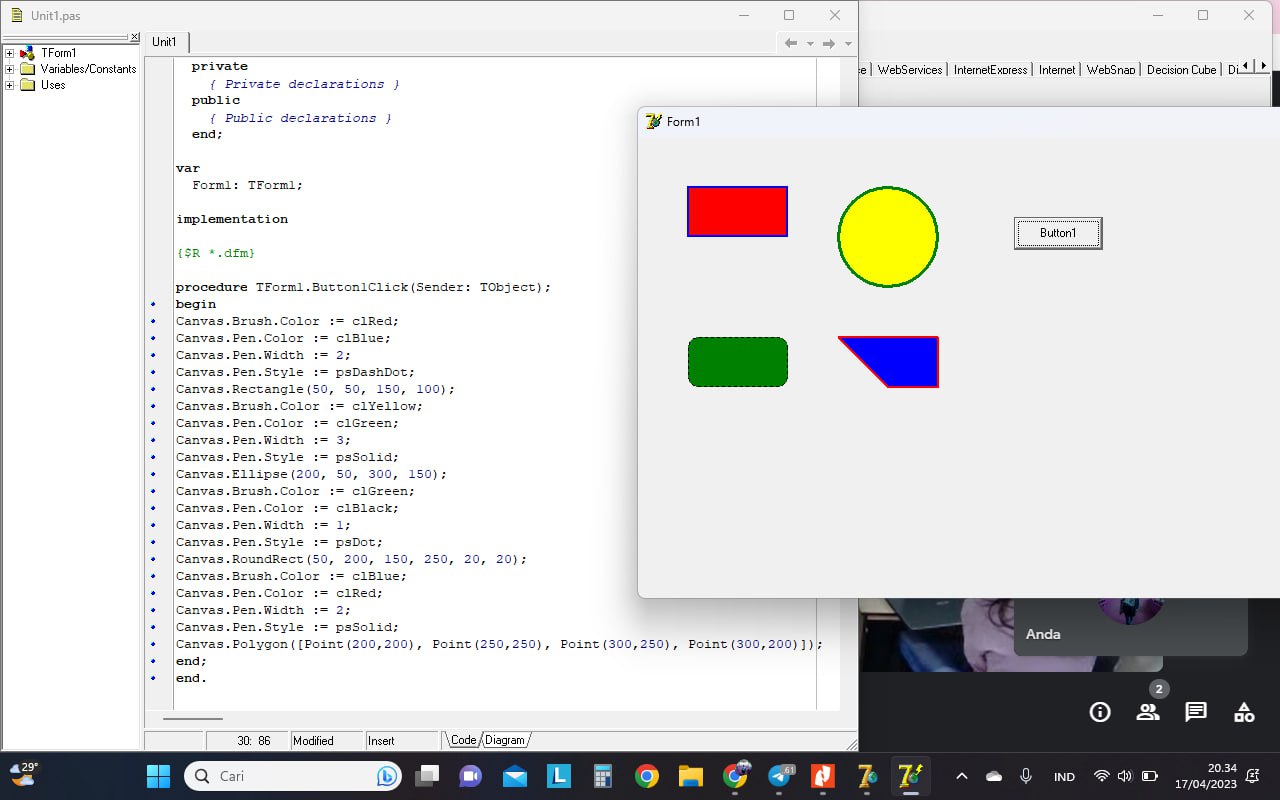 Unit1.pas
TForm1
Variables/Constants
Uses
Unit1
private
{ Private declarations }
public
{ Public declarations }
end;
var
Form1: TForm1;
implementation
{$R *.dfm}
procedure TForm1.Button1Click(Sender: TObject);
begin
Canvas.Brush.Color := clRed;
Canvas.Pen.Color := clBlue;
Canvas.Pen.Width := 2;
Canvas.Pen.Style := psDashDot;
Canvas.Rectangle(50, 50, 150, 100);
Canvas.Brush.Color := clYellow;
Canvas.Pen.Color := clGreen;
Canvas.Pen.Width := 3;
Canvas.Pen.Style := psSolid;
Canvas.Ellipse(200, 50, 300, 150);
Canvas.Brush.Color := clGreen;
Canvas.Pen.Color := clBlack;
Canvas.Pen.Width := 1;
Canvas.Pen.Style := psDot;
Canvas.RoundRect(50, 200, 150, 250, 20, 20);
Canvas.Brush.Color := clBlue;
Canvas.Pen.Color := clRed;
Canvas.Pen.Width := 2;
Canvas.Pen.Style := psSolid;
Canvas.Polygon([Point(200,200), Point(250,250), Point(300,250), Point(300,200)]);
end;
end.
30: 86 Modified Insert Code Diagram
WebServices InternetExpress Internet WebSnap Decision Cube
Form1
Button1
Anda
2
29°
Cari
L
61
IND
20.34
17/04/2023